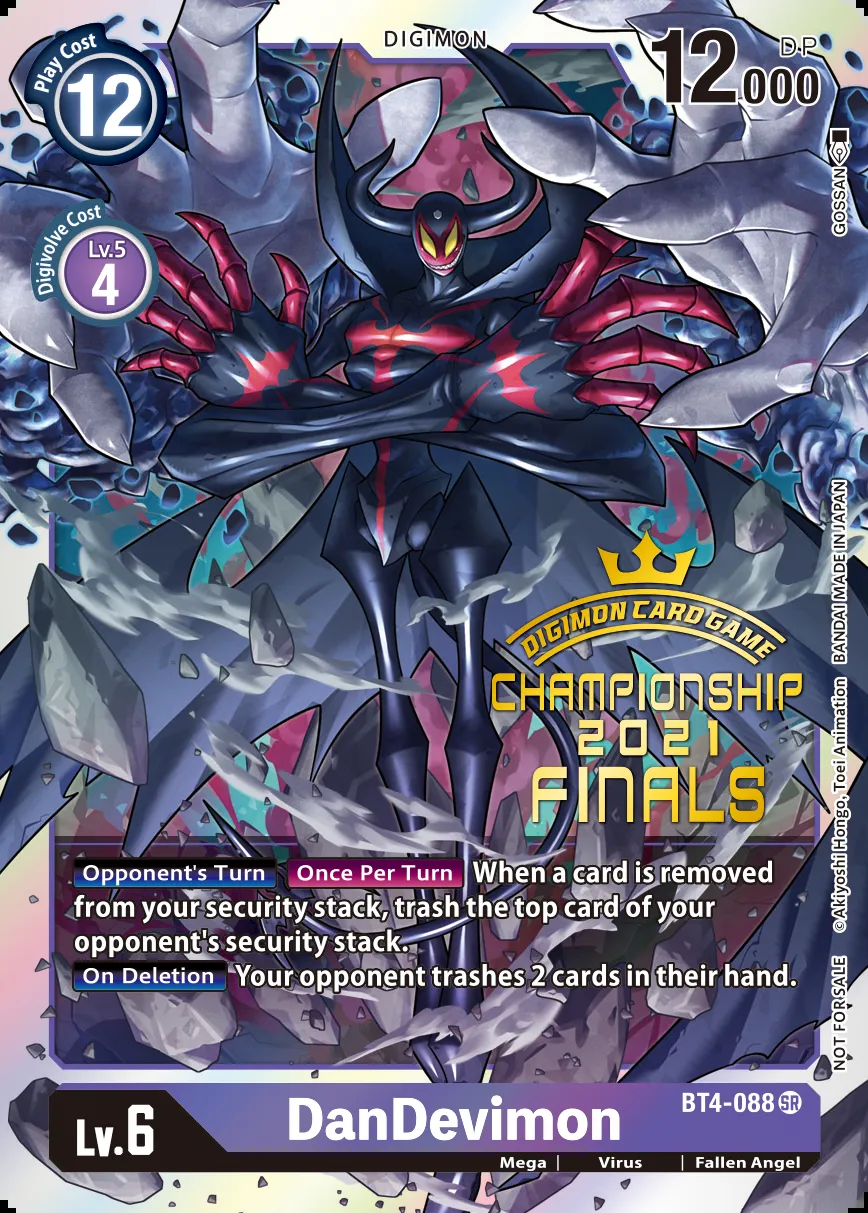 DIGIMON
Play Cost
12
12000
DP
Digivolve Cost
Lv.5
4
GOSSAN
DIGIMON CARD GAME
CHAMPIONSHIP
2021
FINALS
Opponent's Turn Once Per Turn When a card is removed
from your security stack, trash the top card of your
opponent's security stack.
On Deletion Your opponent trashes 2 cards in their hand.
©Akiyoshi Hongo, Toei Animation BANDAI MADE IN JAPAN
NOT FOR SALE
Lv.6
DanDevimon
BT4-088 SR
Mega | Virus | Fallen Angel